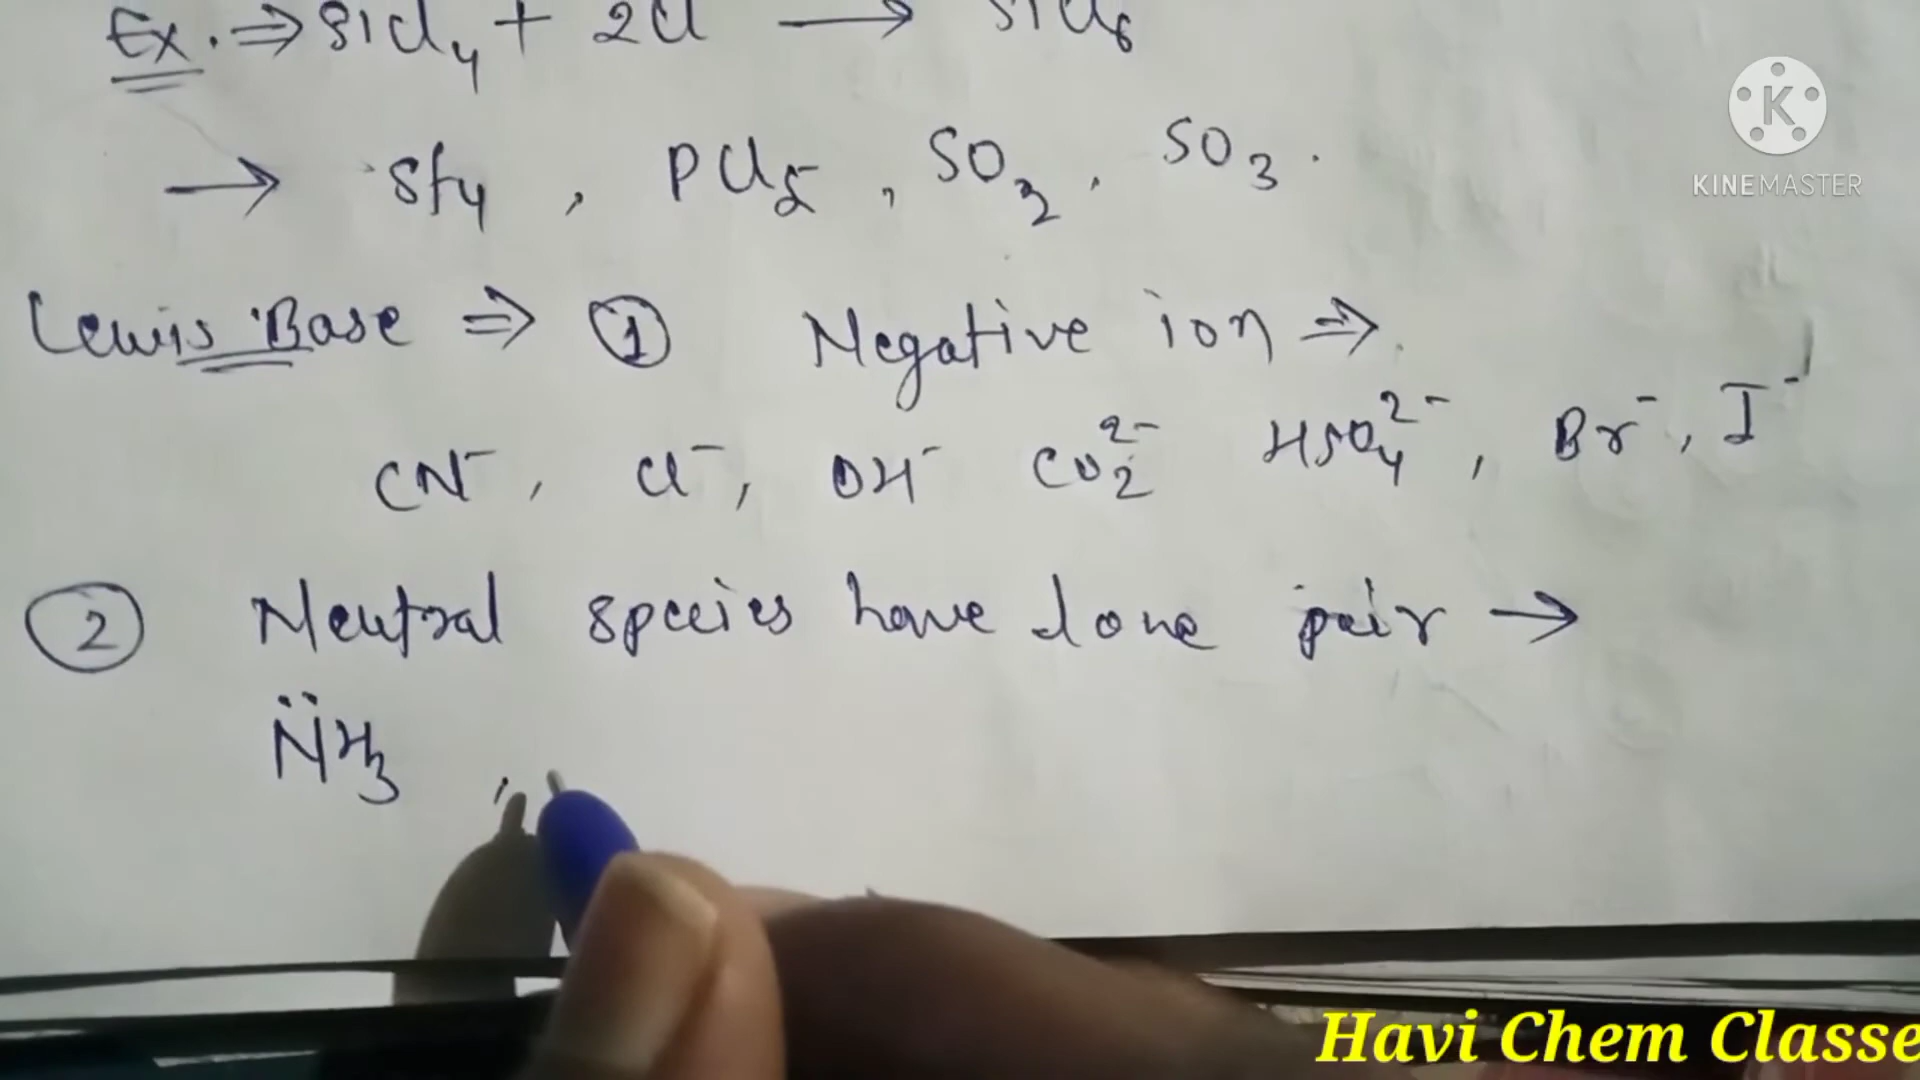 Ex. ⇒ SiCl₄ + 2Cl → SiCl₆
→ Sf₄ , PCl₅ , SO₂ , SO₃ .
K
KINEMASTER
Lewis Base ⇒ ① Negative ion ⇒
CN⁻ , Cl⁻ , OH⁻ CO₂²⁻ HSO₄²⁻ , Br⁻ , I⁻
② Neutral species have lone pair →
N̈H₃ ,
Havi Chem Classe